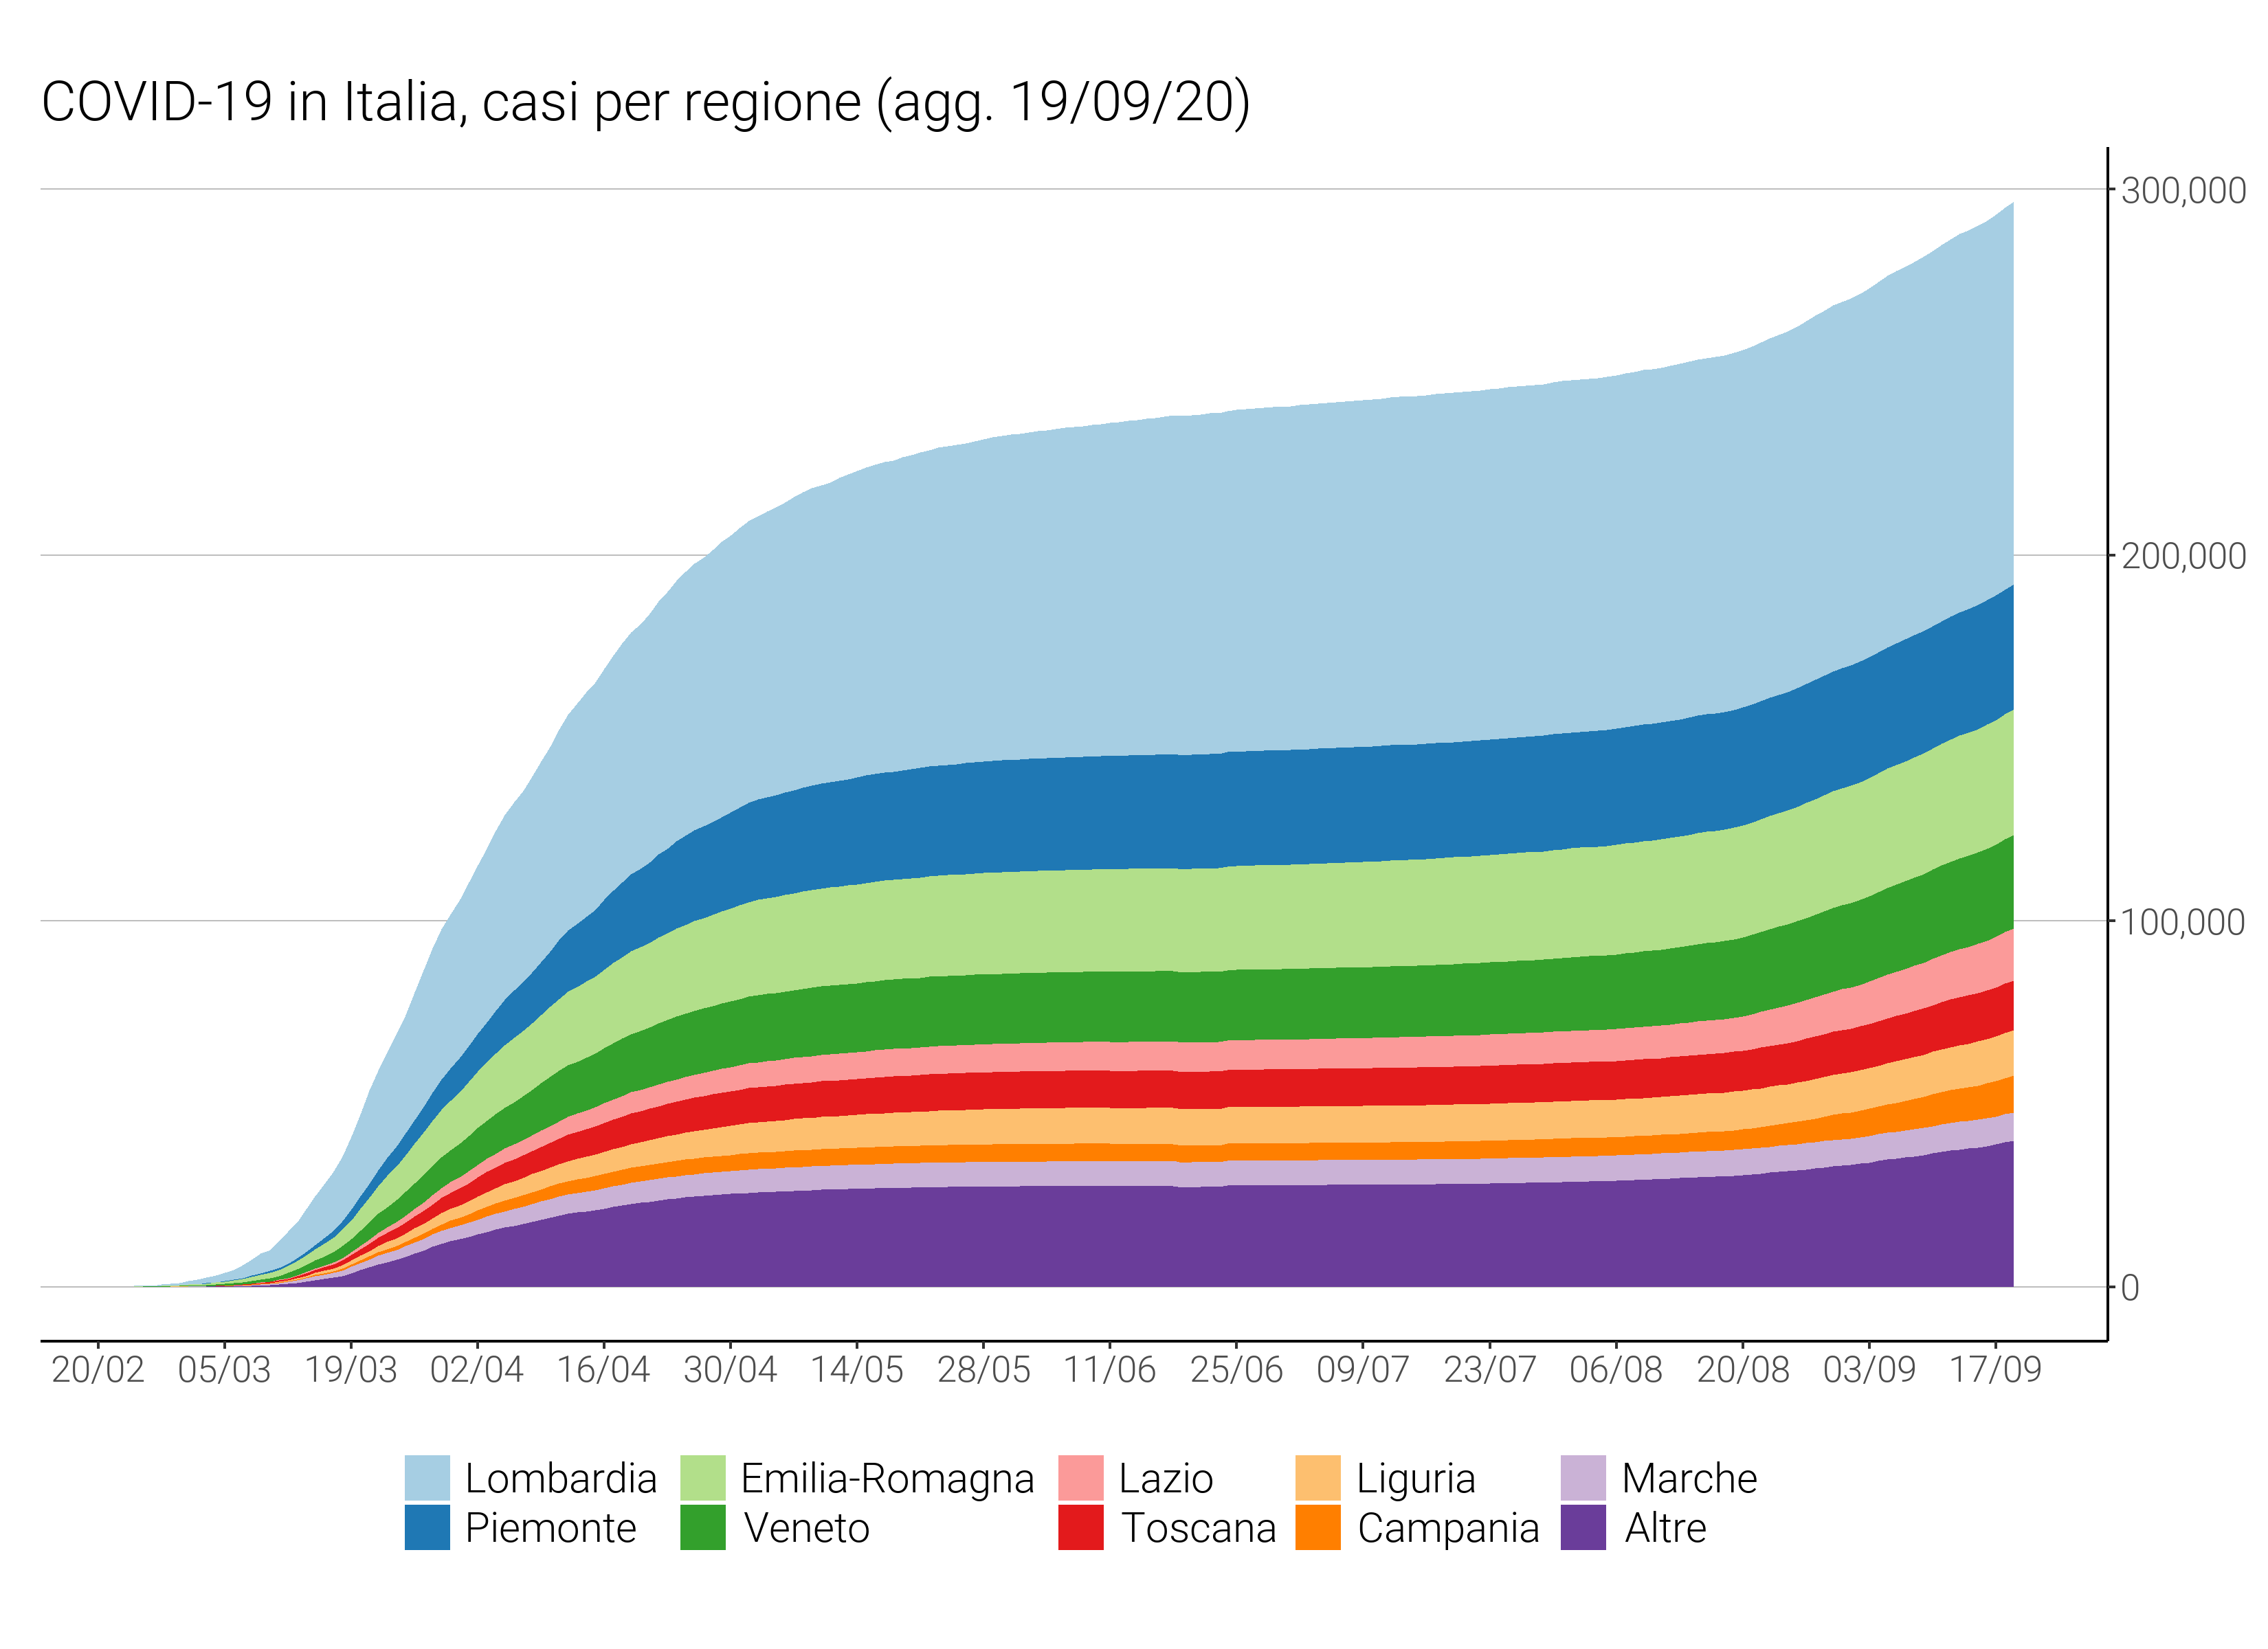 COVID-19 in Italia, casi per regione (agg. 19/09/20)
300,000
200,000
100,000
0
20/02 05/03 19/03 02/04 16/04 30/04 14/05 28/05 11/06 25/06 09/07 23/07 06/08 20/08 03/09 17/09
Lombardia Emilia-Romagna Lazio Liguria Marche
Piemonte Veneto Toscana Campania Altre